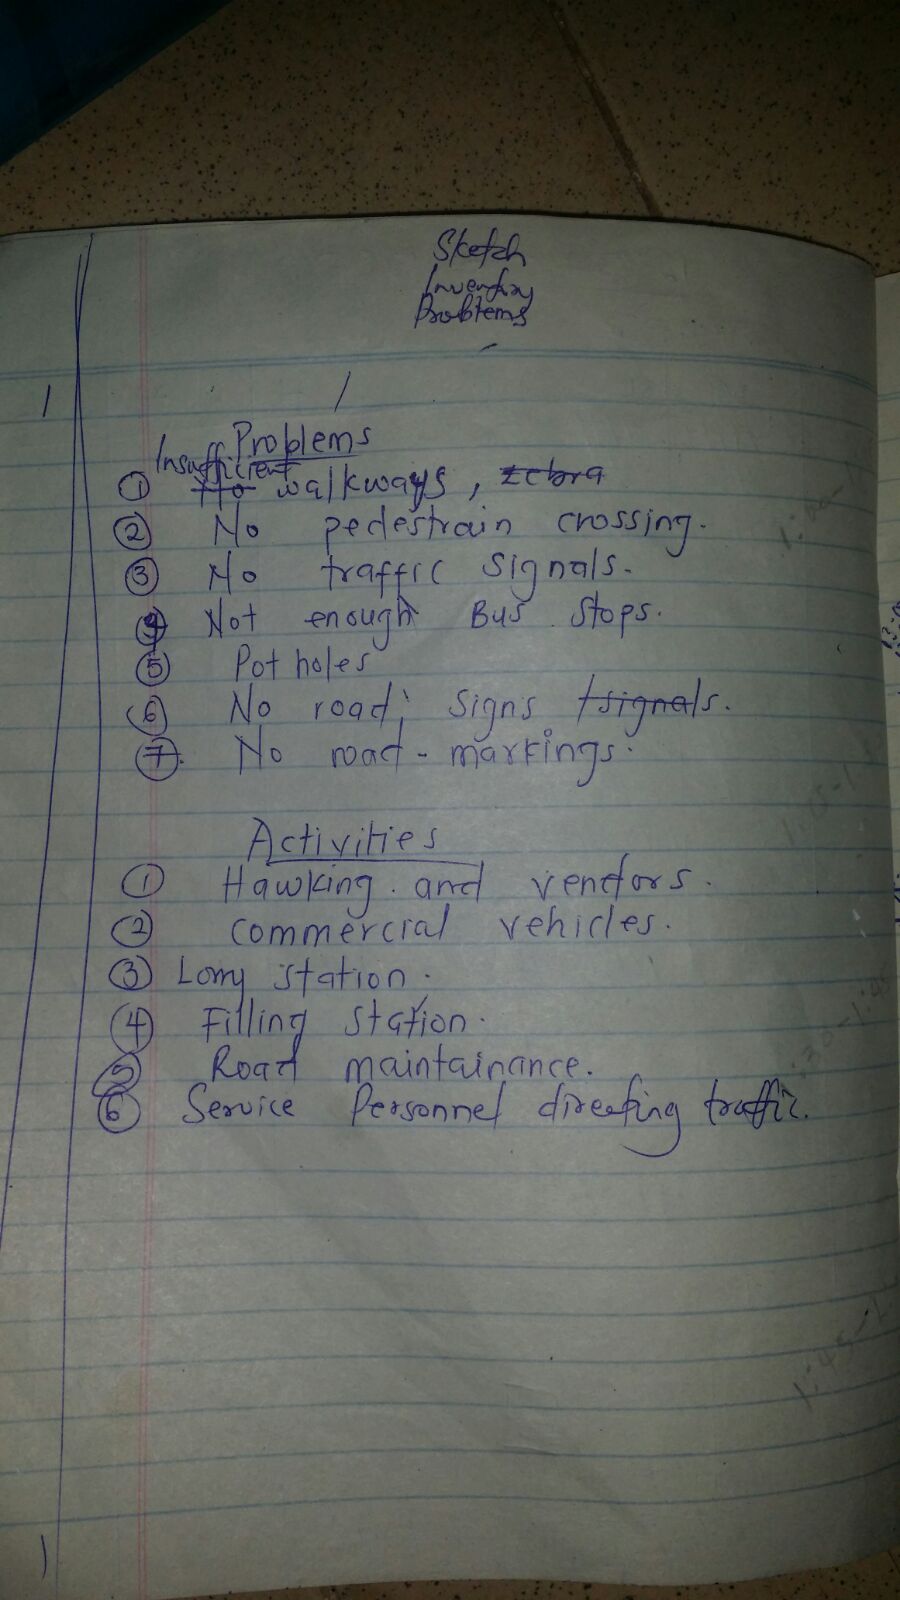 Sketch
Inventory
Problems
Problems
Insufficient
① No walkways, zebra
② No pedestrain crossing.
③ No traffic signals.
④ Not enough Bus stops.
⑤ Pot holes
⑥ No road; signs tsignals.
⑦ No road-markings.
Activities
① Hawking. and vendors.
② commercial vehicles.
③ Lorry station.
④ Filling station.
⑤ Road maintainance.
⑥ Service Personnel directing traffic.